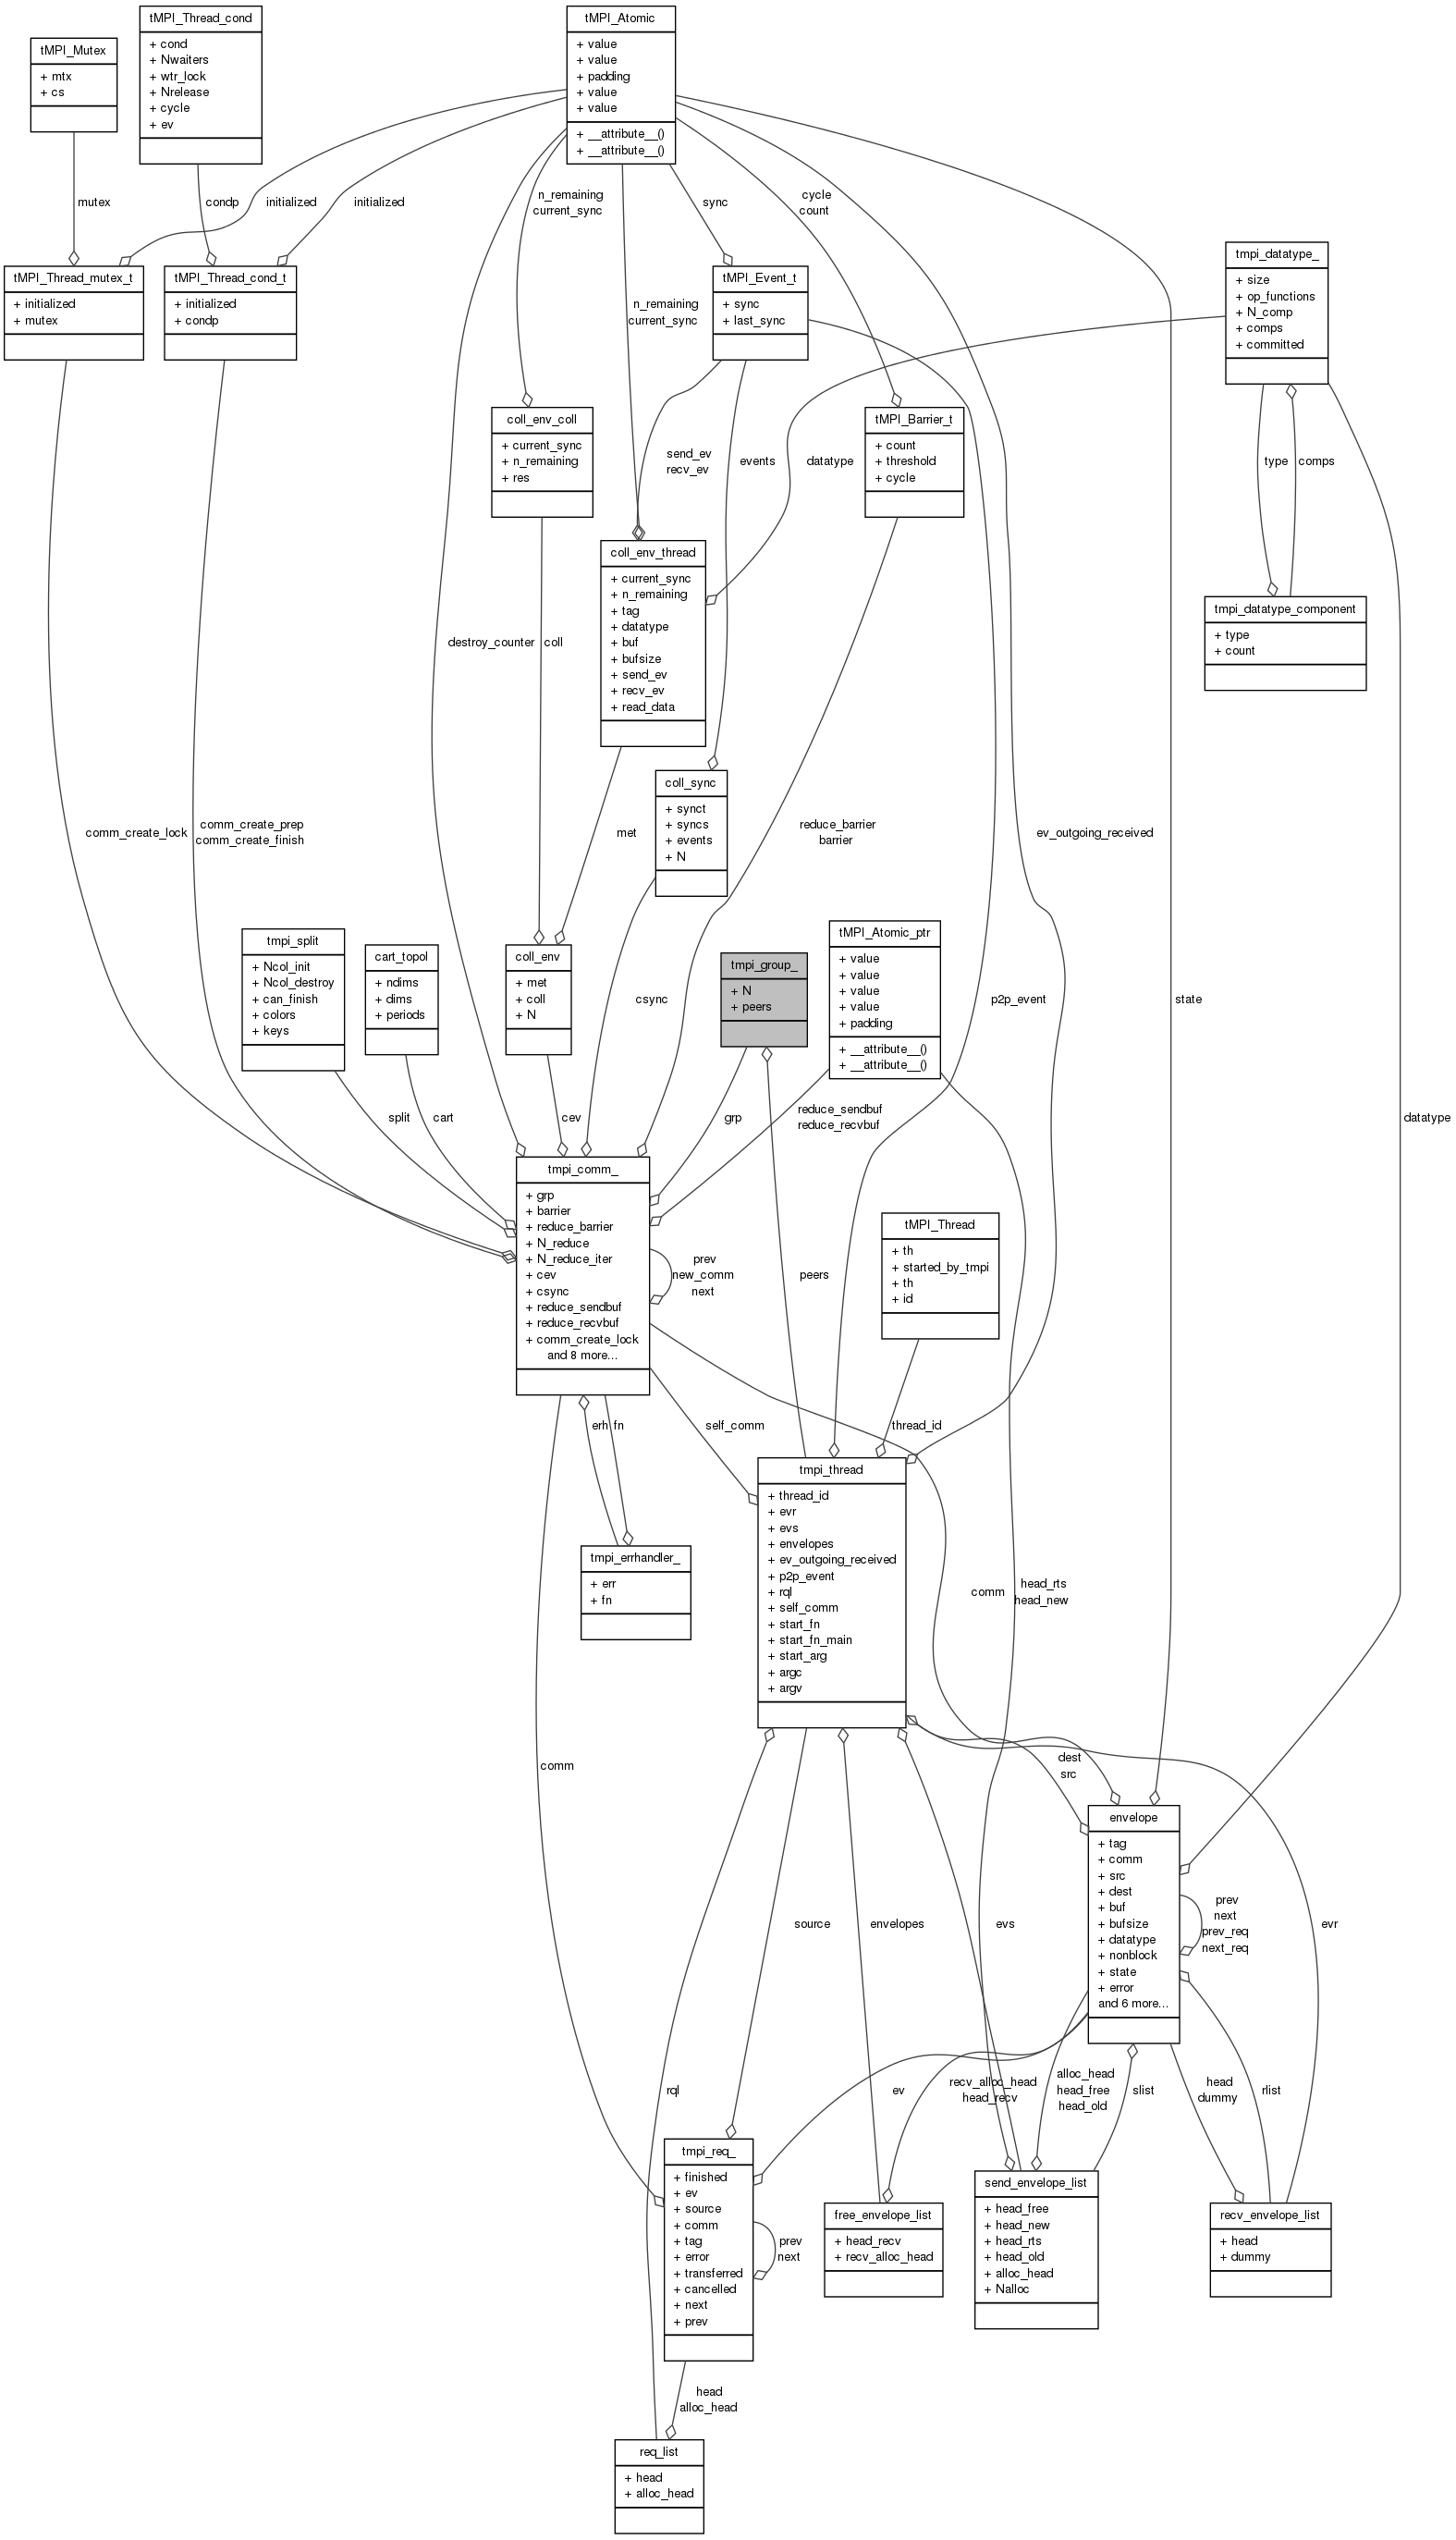 tMPI_Thread_cond
+ cond
+ Nwaiters
+ wtr_lock
+ Nrelease
+ cycle
+ ev
tMPI_Atomic
+ value
+ value
+ padding
+ value
+ value
+ __attribute__()
+ __attribute__()
tMPI_Mutex
+ mtx
+ cs
mutex
condp
initialized
initialized
n_remaining
current_sync
sync
cycle
count
tmpi_datatype_
+ size
+ op_functions
+ N_comp
+ comps
+ committed
tMPI_Thread_mutex_t
+ initialized
+ mutex
tMPI_Thread_cond_t
+ initialized
+ condp
tMPI_Event_t
+ sync
+ last_sync
n_remaining
current_sync
coll_env_coll
+ current_sync
+ n_remaining
+ res
send_ev
recv_ev
events
datatype
tMPI_Barrier_t
+ count
+ threshold
+ cycle
type
comps
coll_env_thread
+ current_sync
+ n_remaining
+ tag
+ datatype
+ buf
+ bufsize
+ send_ev
+ recv_ev
+ read_data
tmpi_datatype_component
+ type
+ count
destroy_counter
coll
coll_sync
+ synct
+ syncs
+ events
+ N
comm_create_lock
comm_create_prep
comm_create_finish
met
reduce_barrier
barrier
ev_outgoing_received
tmpi_split
+ Ncol_init
+ Ncol_destroy
+ can_finish
+ colors
+ keys
cart_topol
+ ndims
+ dims
+ periods
coll_env
+ met
+ coll
+ N
csync
tmpi_group_
+ N
+ peers
tMPI_Atomic_ptr
+ value
+ value
+ value
+ value
+ padding
+ __attribute__()
+ __attribute__()
p2p_event
state
split
cart
cev
grp
reduce_sendbuf
reduce_recvbuf
datatype
tmpi_comm_
+ grp
+ barrier
+ reduce_barrier
+ N_reduce
+ N_reduce_iter
+ cev
+ csync
+ reduce_sendbuf
+ reduce_recvbuf
+ comm_create_lock
and 8 more...
prev
new_comm
next
peers
tMPI_Thread
+ th
+ started_by_tmpi
+ th
+ id
erh
fn
self_comm
thread_id
tmpi_thread
+ thread_id
+ evr
+ evs
+ envelopes
+ ev_outgoing_received
+ p2p_event
+ rql
+ self_comm
+ start_fn
+ start_fn_main
+ start_arg
+ argc
+ argv
tmpi_errhandler_
+ err
+ fn
comm
head_rts
head_new
comm
dest
src
envelope
+ tag
+ comm
+ src
+ dest
+ buf
+ bufsize
+ datatype
+ nonblock
+ state
+ error
and 6 more...
prev
next
prev_req
next_req
source
envelopes
evs
evr
rql
ev
recv_alloc_head
head_recv
alloc_head
head_free
head_old
slist
head
dummy
rlist
tmpi_req_
+ finished
+ ev
+ source
+ comm
+ tag
+ error
+ transferred
+ cancelled
+ next
+ prev
prev
next
free_envelope_list
+ head_recv
+ recv_alloc_head
send_envelope_list
+ head_free
+ head_new
+ head_rts
+ head_old
+ alloc_head
+ Nalloc
recv_envelope_list
+ head
+ dummy
head
alloc_head
req_list
+ head
+ alloc_head